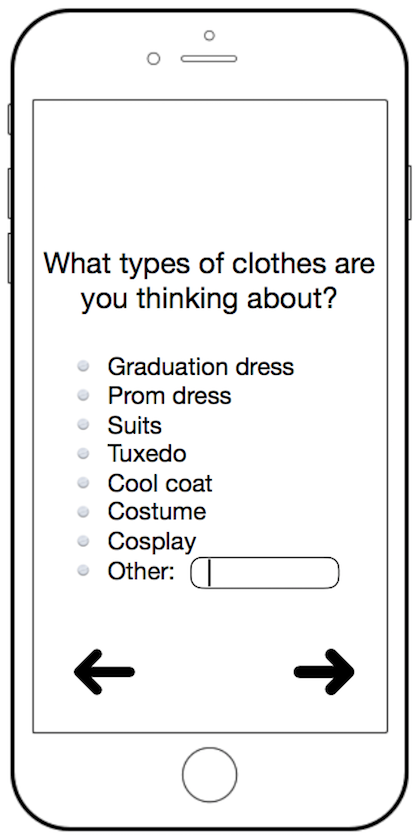 What types of clothes are
you thinking about?
Graduation dress
Prom dress
Suits
Tuxedo
Cool coat
Costume
Cosplay
Other: